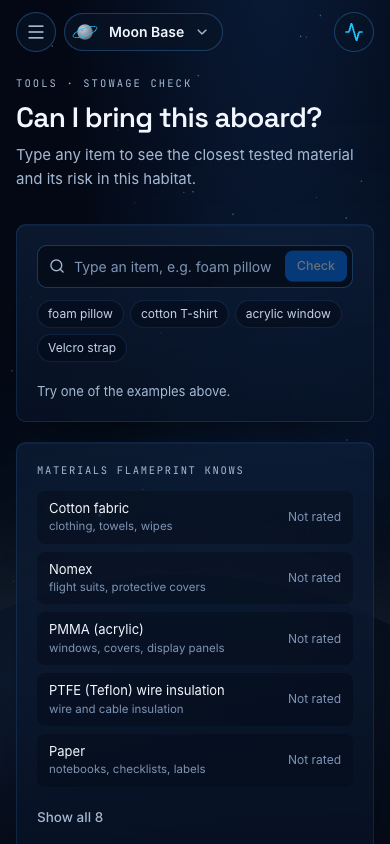 Moon Base
TOOLS · STOWAGE CHECK
Can I bring this aboard?
Type any item to see the closest tested material
and its risk in this habitat.
Type an item, e.g. foam pillow
Check
foam pillow
cotton T-shirt
acrylic window
Velcro strap
Try one of the examples above.
MATERIALS FLAMEPRINT KNOWS
Cotton fabric
clothing, towels, wipes
Not rated
Nomex
flight suits, protective covers
Not rated
PMMA (acrylic)
windows, covers, display panels
Not rated
PTFE (Teflon) wire insulation
wire and cable insulation
Not rated
Paper
notebooks, checklists, labels
Not rated
Show all 8